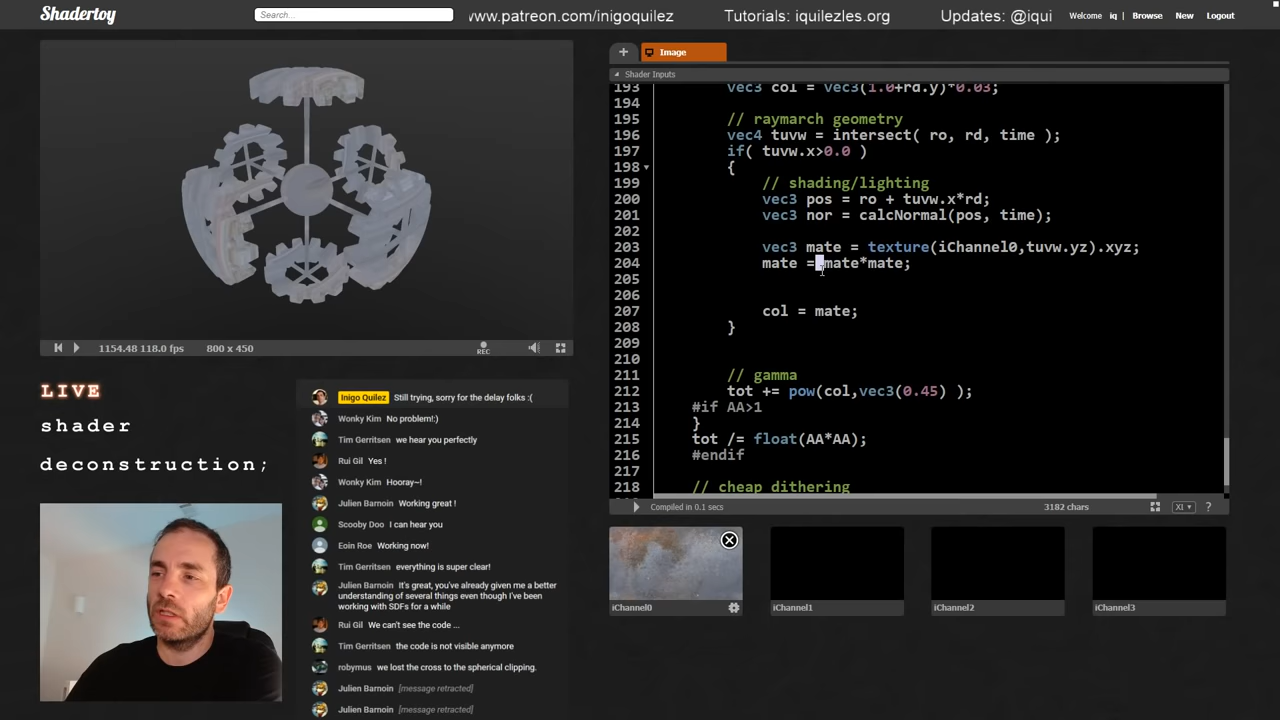 Shadertoy
Search...
www.patreon.com/inigoquilez
Tutorials: iquilezles.org
Updates: @iqui
Welcome iq | Browse New Logout
+
Image
Shader Inputs
193 vec3 col = vec3(1.0+rd.y)*0.03;
194
195 // raymarch geometry
196 vec4 tuvw = intersect( ro, rd, time );
197 if( tuvw.x>0.0 )
198 {
199 // shading/lighting
200 vec3 pos = ro + tuvw.x*rd;
201 vec3 nor = calcNormal(pos, time);
202
203 vec3 mate = texture(iChannel0,tuvw.yz).xyz;
204 mate = mate*mate;
205
206
207 col = mate;
208 }
209
210
211 // gamma
212 tot += pow(col,vec3(0.45) );
213 #if AA>1
214 }
215 tot /= float(AA*AA);
216 #endif
217
218 // cheap dithering
1154.48 118.0 fps 800 x 450
REC
Compiled in 0.1 secs
3182 chars
XI
?
iChannel0
iChannel1
iChannel2
iChannel3
LIVE
shader
deconstruction;
Inigo Quilez Still trying, sorry for the delay folks :(
Wonky Kim No problem!:)
Tim Gerritsen we hear you perfectly
Rui Gil Yes !
Wonky Kim Hooray~!
Julien Barnoin Working great !
Scooby Doo I can hear you
Eoin Roe Working now!
Tim Gerritsen everything is super clear!
Julien Barnoin It's great, you've already given me a better
understanding of several things even though I've been
working with SDFs for a while
Rui Gil We can't see the code ...
Tim Gerritsen the code is not visible anymore
robymus we lost the cross to the spherical clipping.
Julien Barnoin [message retracted]
Julien Barnoin [message retracted]